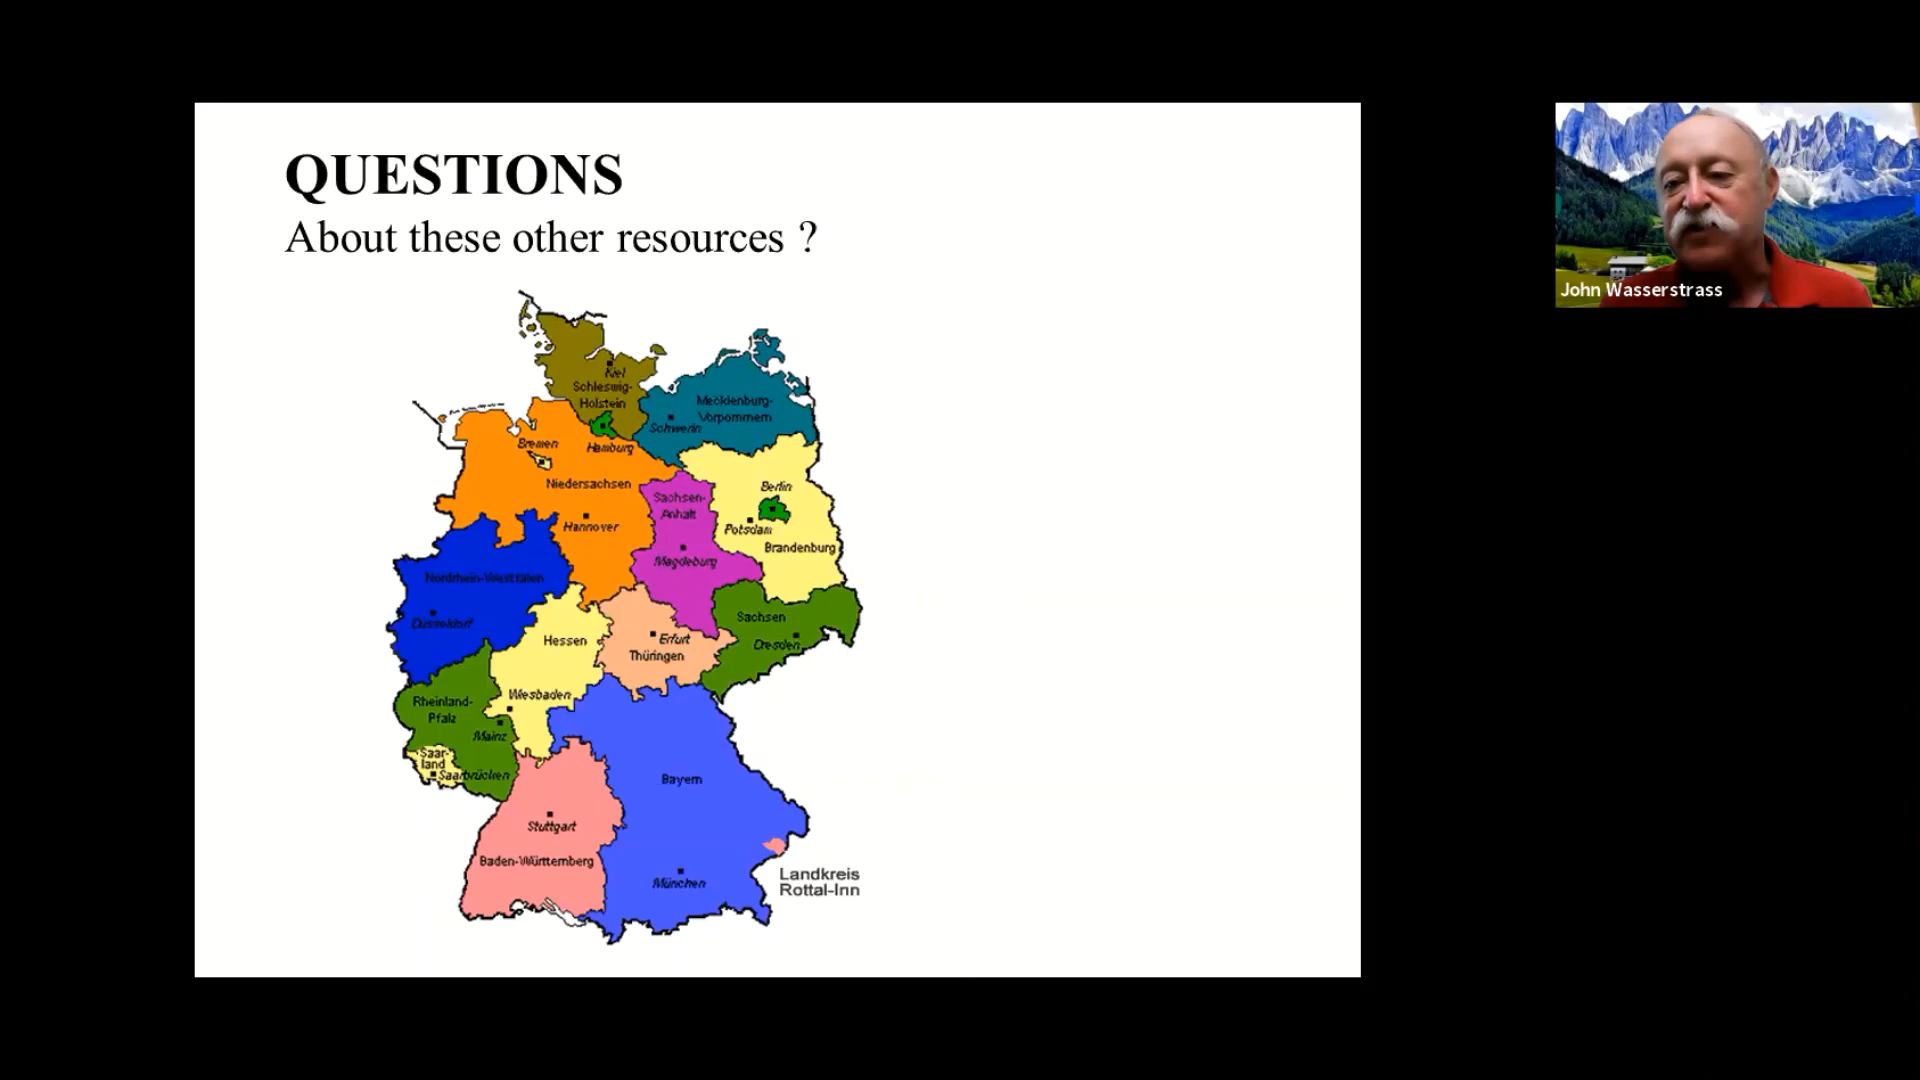 QUESTIONS
About these other resources ?
John Wasserstrass
Kiel
Schleswig-
Holstein
Mecklenburg-
Vorpommern
Schwerin
Bremen
Hamburg
Niedersachsen
Berlin
Sachsen-
Anhalt
Hannover
Potsdam
Brandenburg
Magdeburg
Nordrhein-Westfalen
Düsseldorf
Sachsen
Hessen
Erfurt
Dresden
Thüringen
Wiesbaden
Rheinland-
Pfalz
Mainz
Saar-
land
Saarbrücken
Bayern
Stuttgart
Baden-Württemberg
München
Landkreis
Rottal-Inn